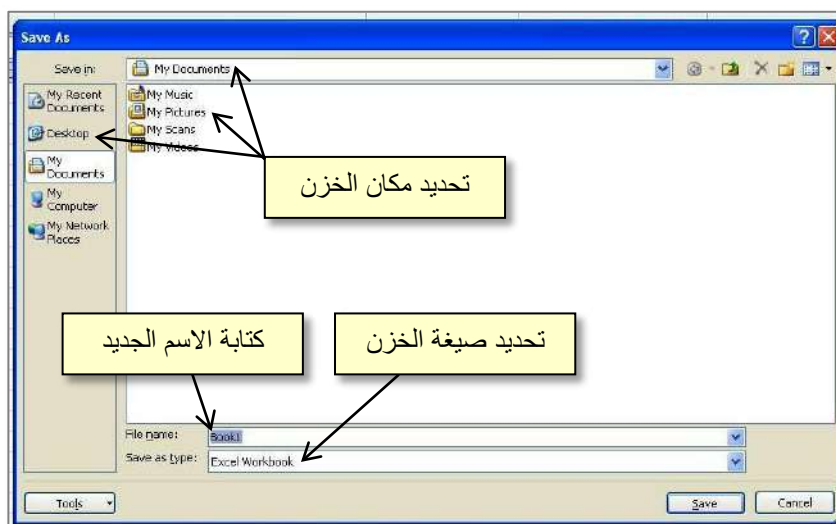 Save As
Save in:
My Documents
My Recent
Documents
Desktop
My
Documents
My
Computer
My Network
Places
My Music
My Pictures
My Scans
My Videos
تحديد مكان الخزن
كتابة الاسم الجديد
تحديد صيغة الخزن
File name:
Book1
Save as type:
Excel Workbook
Tools
Save
Cancel